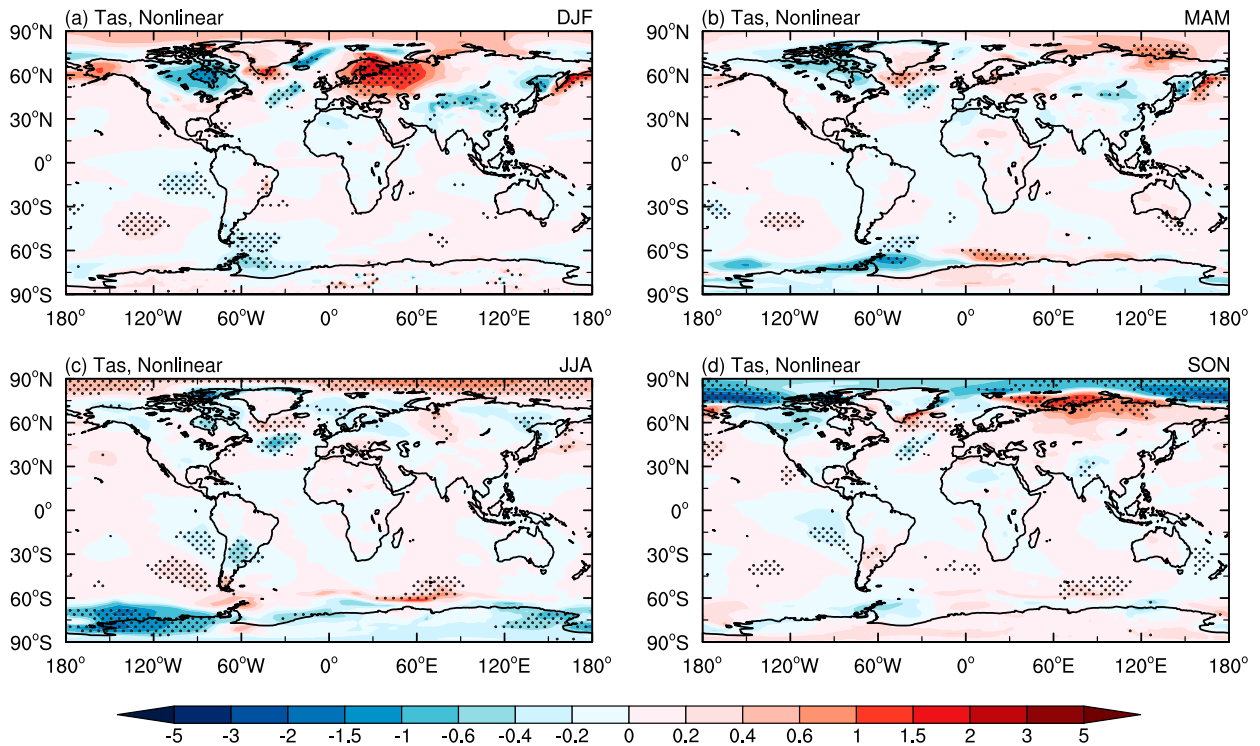 (a) Tas, Nonlinear DJF (b) Tas, Nonlinear MAM
90°N 90°N
60°N 60°N
30°N 30°N
0° 0°
30°S 30°S
60°S 60°S
90°S 90°S
180° 120°W 60°W 0° 60°E 120°E 180° 180° 120°W 60°W 0° 60°E 120°E 180°
(c) Tas, Nonlinear JJA (d) Tas, Nonlinear SON
90°N 90°N
60°N 60°N
30°N 30°N
0° 0°
30°S 30°S
60°S 60°S
90°S 90°S
180° 120°W 60°W 0° 60°E 120°E 180° 180° 120°W 60°W 0° 60°E 120°E 180°
-5 -3 -2 -1.5 -1 -0.6 -0.4 -0.2 0 0.2 0.4 0.6 1 1.5 2 3 5